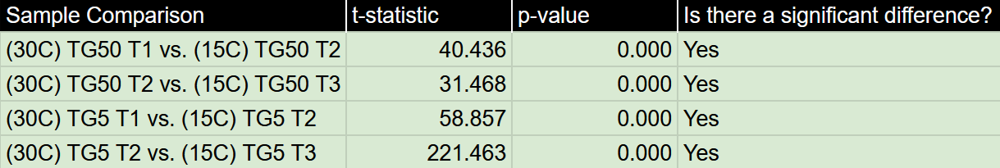 Sample Comparison t-statistic p-value Is there a significant difference?
(30C) TG50 T1 vs. (15C) TG50 T2 40.436 0.000 Yes
(30C) TG50 T2 vs. (15C) TG50 T3 31.468 0.000 Yes
(30C) TG5 T1 vs. (15C) TG5 T2 58.857 0.000 Yes
(30C) TG5 T2 vs. (15C) TG5 T3 221.463 0.000 Yes